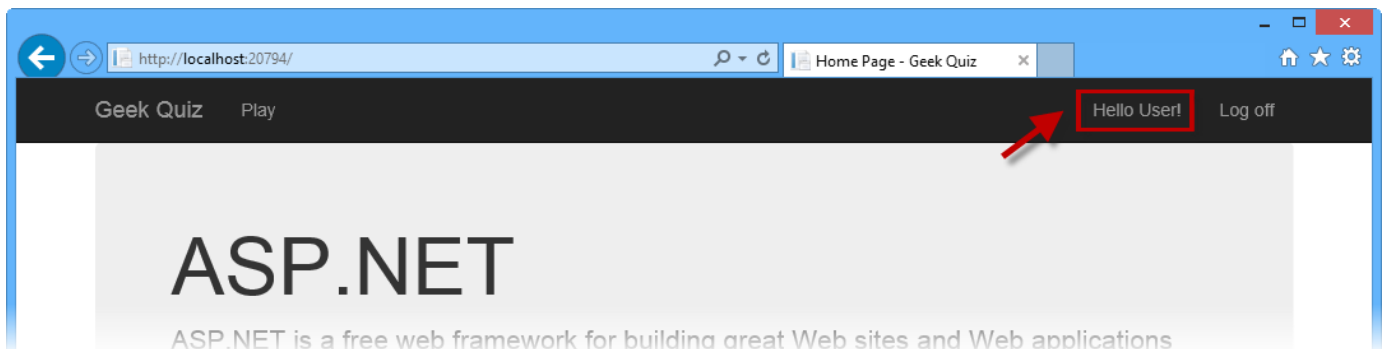 http://localhost:20794/
Home Page - Geek Quiz
Geek Quiz Play Hello User! Log off
ASP.NET
ASP.NET is a free web framework for building great Web sites and Web applications